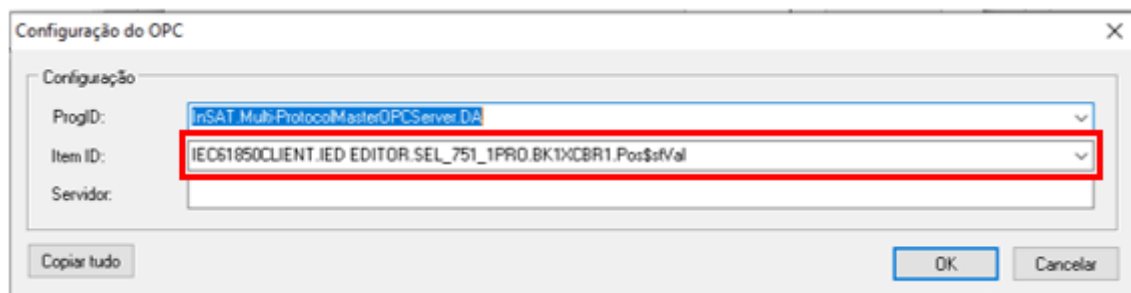 Configuração do OPC
Configuração
ProgID: InSAT.Multi-ProtocolMasterOPCServer.DA
Item ID: IEC61850CLIENT.IED EDITOR.SEL_751_1PRO.BK1XCBR1.Pos$stVal
Servidor:
Copiar tudo OK Cancelar